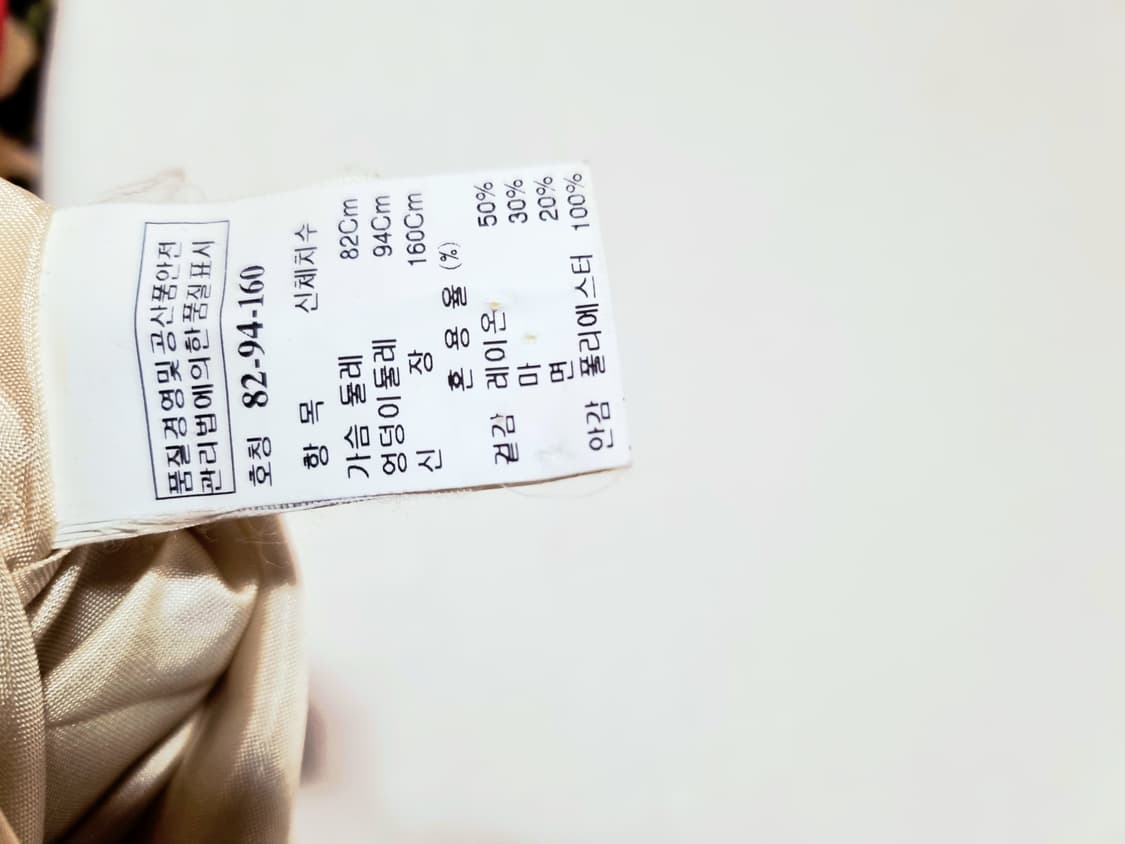 품질경영및공산품안전
관리법에의한품질표시
호칭 82-94-160
항 목 신체치수
가슴 둘레 82Cm
엉덩이둘레 94Cm
신 장 160Cm
혼 용 율 (%)
겉감 레이온 50%
마 30%
면 20%
안감 폴리에스터 100%